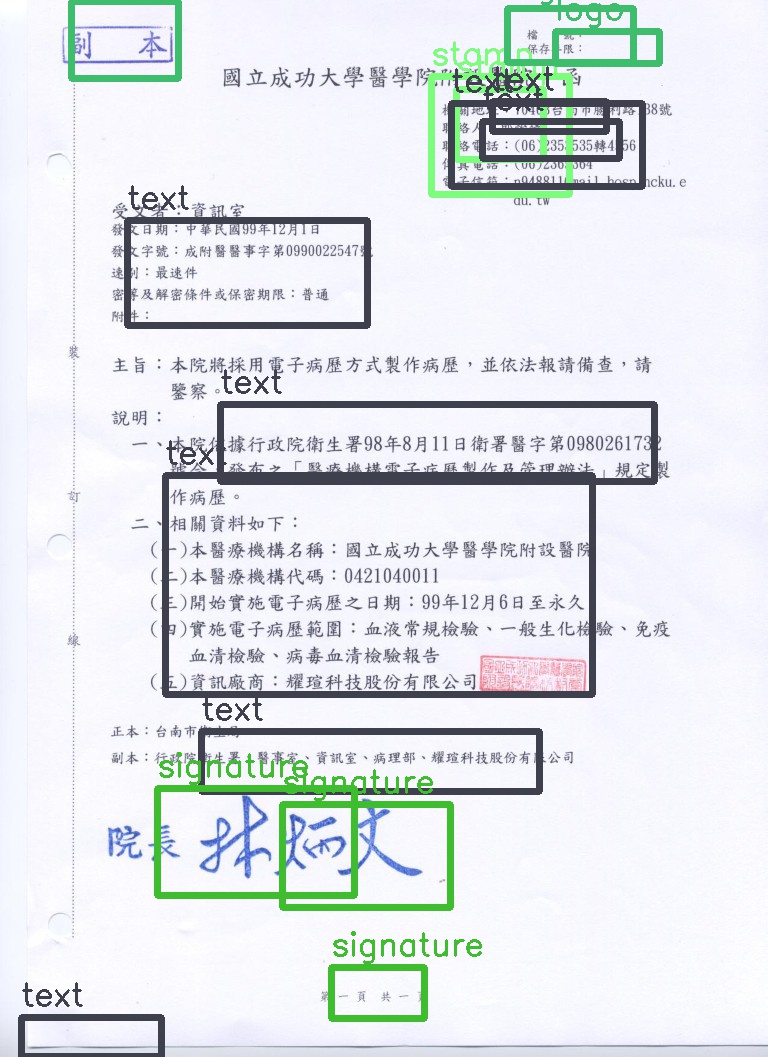 logo
副 本
檔 號：
保存年限：
stamp
國立成功大學醫學院附設醫院 函
text
text
text
機關地址：台南市勝利路138號
聯絡人
聯絡電話：(06)2353535轉4556
傳真電話：
電子信箱：n94881@mail.hosp.ncku.e
du.tw
text
受文者：資訊室
發文日期：中華民國99年12月1日
發文字號：成附醫醫事字第0990022547號
速別：最速件
密等及解密條件或保密期限：普通
附件：
裝
主旨：本院將採用電子病歷方式製作病歷，並依法報請備查，請
鑒察。
text
說明：
一、本院依據行政院衛生署98年8月11日衛署醫字第0980261732
text
號令「發布之「醫療機構電子病歷製作及管理辦法」規定製
作病歷。
訂
二、相關資料如下：
(一)本醫療機構名稱：國立成功大學醫學院附設醫院
(二)本醫療機構代碼：0421040011
(三)開始實施電子病歷之日期：99年12月6日至永久
(四)實施電子病歷範圍：血液常規檢驗、一般生化檢驗、免疫
血清檢驗、病毒血清檢驗報告
線
(五)資訊廠商：耀瑄科技股份有限公司
text
正本：台南市衛生局
副本：行政院衛生署、醫事室、資訊室、病理部、耀瑄科技股份有限公司
signature
signature
院長 林炳文
signature
第一頁 共一頁
text